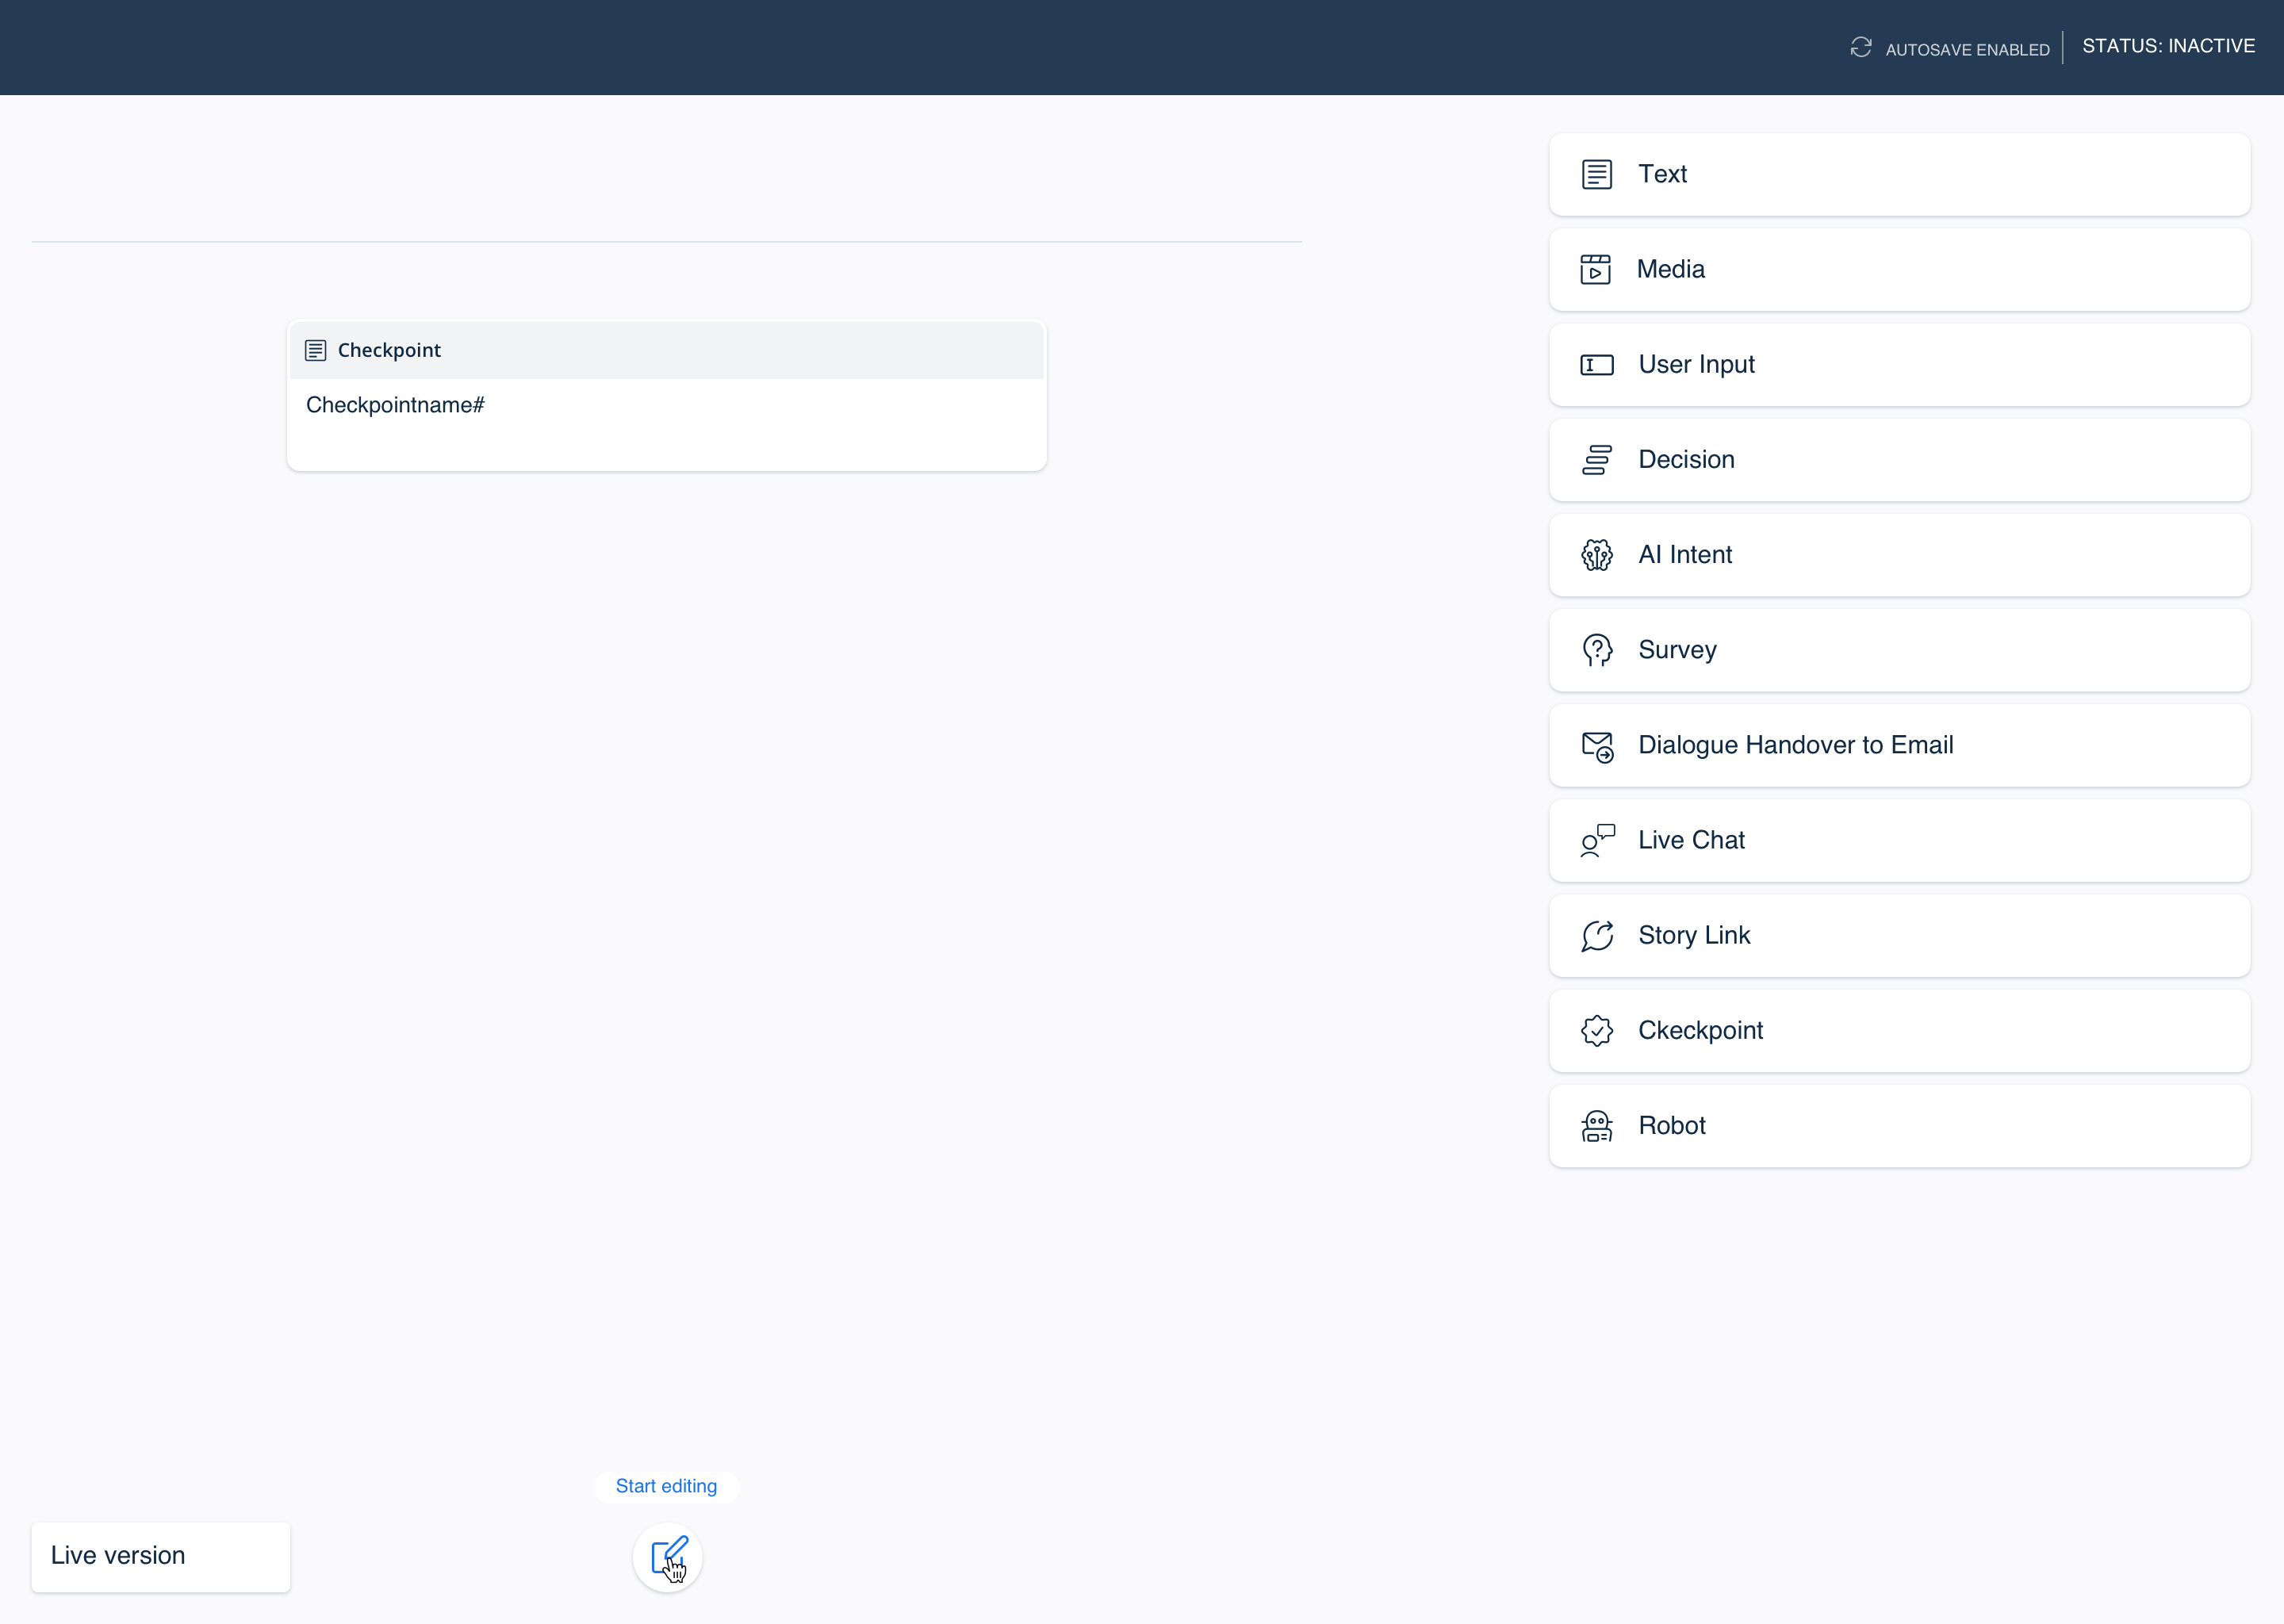 AUTOSAVE ENABLED
STATUS: INACTIVE
Text
Media
Checkpoint
User Input
Checkpointname#
Decision
AI Intent
Survey
Dialogue Handover to Email
Live Chat
Story Link
Ckeckpoint
Robot
Start editing
Live version